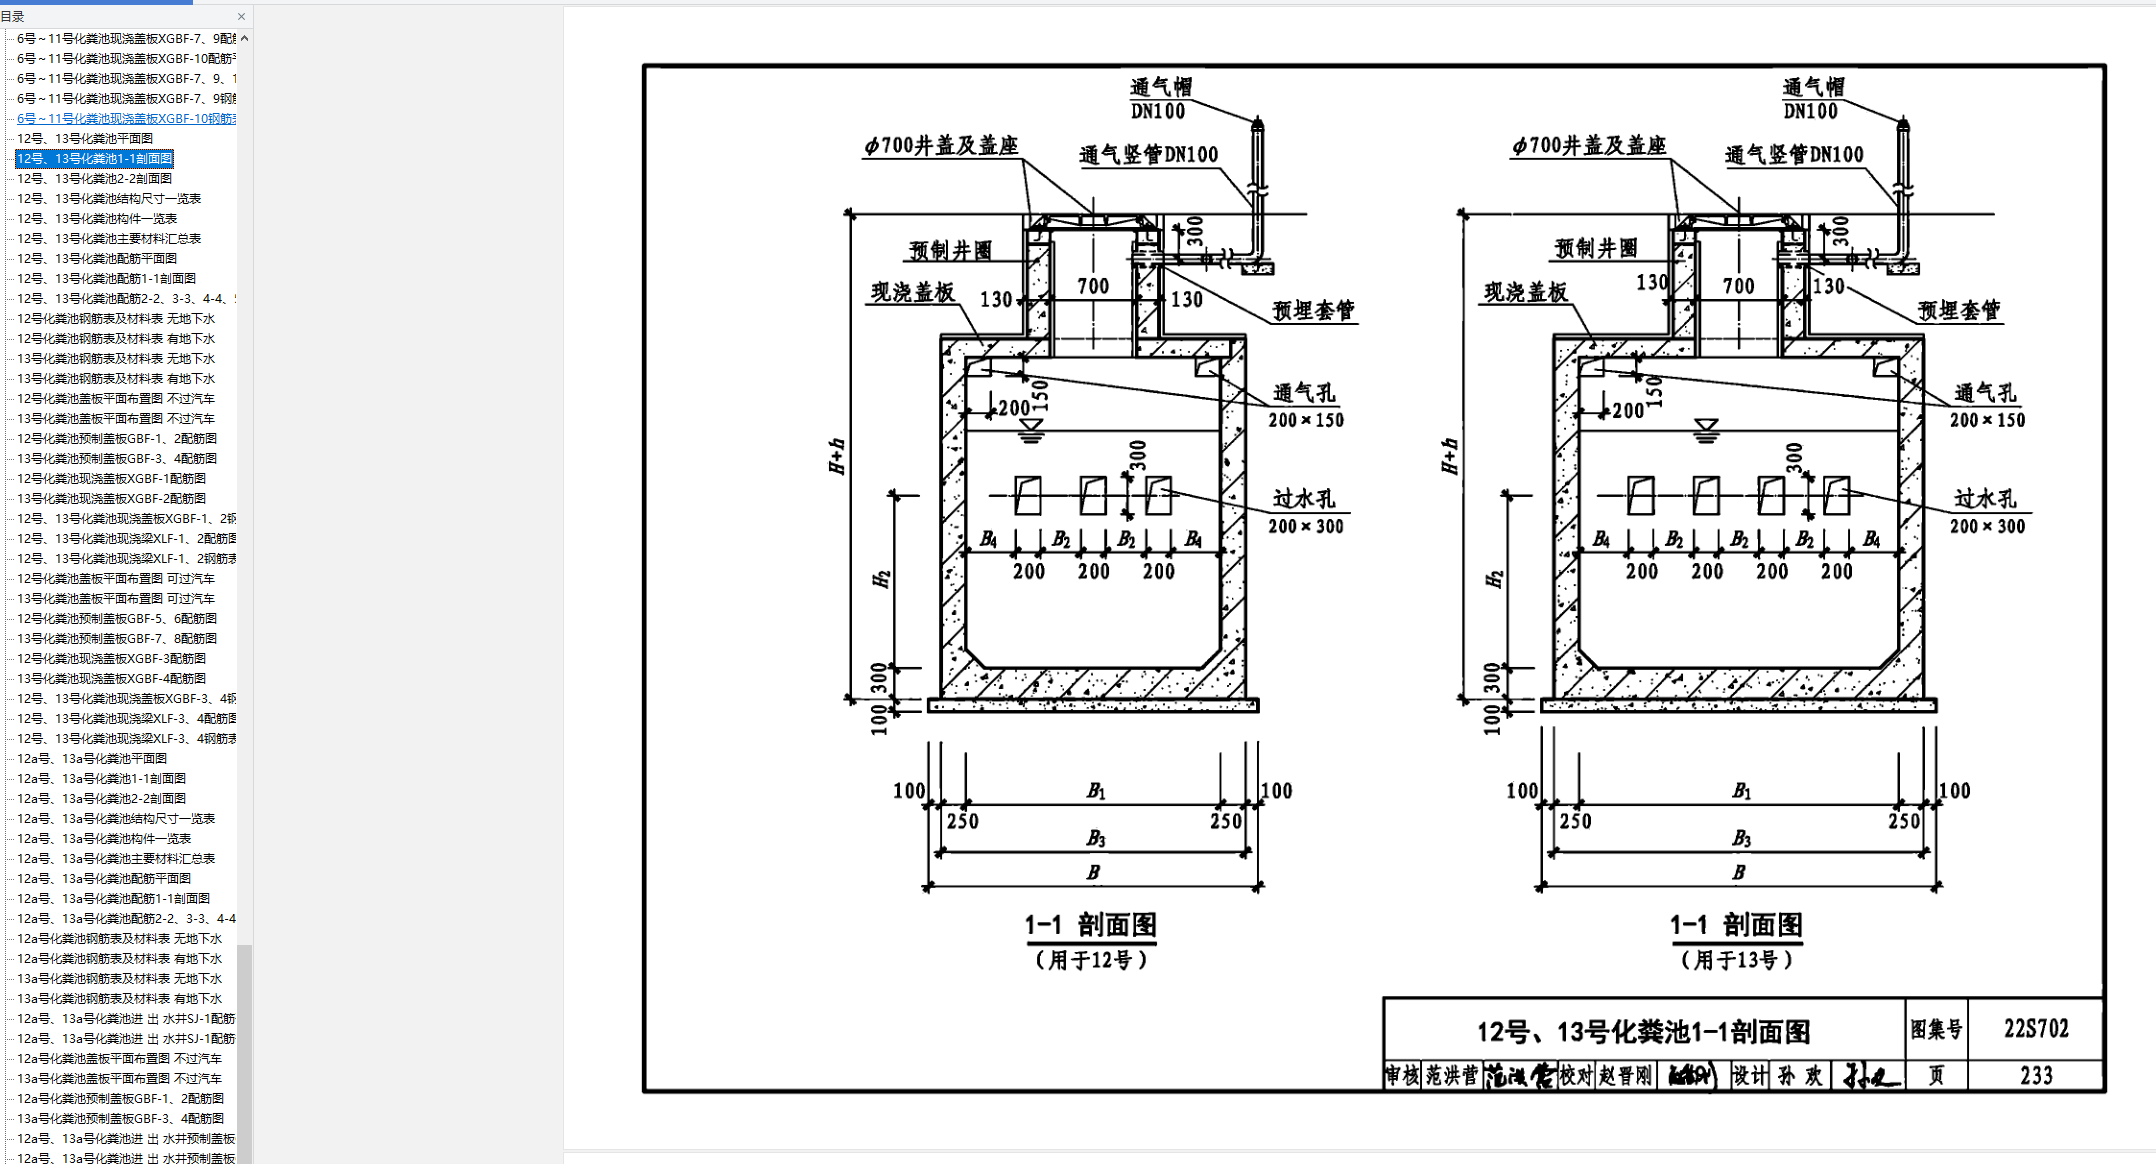 目录
6号～11号化粪池现浇盖板XGBF-7、9配
6号～11号化粪池现浇盖板XGBF-10配筋
6号～11号化粪池现浇盖板XGBF-7、9、1
6号～11号化粪池现浇盖板XGBF-7、9钢
6号～11号化粪池现浇盖板XGBF-10钢筋
12号、13号化粪池平面图
12号、13号化粪池1-1剖面图
12号、13号化粪池2-2剖面图
12号、13号化粪池结构尺寸一览表
12号、13号化粪池构件一览表
12号、13号化粪池主要材料汇总表
12号、13号化粪池配筋平面图
12号、13号化粪池配筋1-1剖面图
12号、13号化粪池配筋2-2、3-3、4-4、
12号化粪池钢筋表及材料表 无地下水
12号化粪池钢筋表及材料表 有地下水
13号化粪池钢筋表及材料表 无地下水
13号化粪池钢筋表及材料表 有地下水
12号化粪池盖板平面布置图 不过汽车
13号化粪池盖板平面布置图 不过汽车
12号化粪池预制盖板GBF-1、2配筋图
13号化粪池预制盖板GBF-3、4配筋图
12号化粪池现浇盖板XGBF-1配筋图
13号化粪池现浇盖板XGBF-2配筋图
12号、13号化粪池现浇盖板XGBF-1、2钢
12号、13号化粪池现浇梁XLF-1、2配筋图
12号、13号化粪池现浇梁XLF-1、2钢筋表
12号化粪池盖板平面布置图 可过汽车
13号化粪池盖板平面布置图 可过汽车
12号化粪池预制盖板GBF-5、6配筋图
13号化粪池预制盖板GBF-7、8配筋图
12号化粪池现浇盖板XGBF-3配筋图
13号化粪池现浇盖板XGBF-4配筋图
12号、13号化粪池现浇盖板XGBF-3、4钢
12号、13号化粪池现浇梁XLF-3、4配筋图
12号、13号化粪池现浇梁XLF-3、4钢筋表
12a号、13a号化粪池平面图
12a号、13a号化粪池1-1剖面图
12a号、13a号化粪池2-2剖面图
12a号、13a号化粪池结构尺寸一览表
12a号、13a号化粪池构件一览表
12a号、13a号化粪池主要材料汇总表
12a号、13a号化粪池配筋平面图
12a号、13a号化粪池配筋1-1剖面图
12a号、13a号化粪池配筋2-2、3-3、4-4
12a号化粪池钢筋表及材料表 无地下水
12a号化粪池钢筋表及材料表 有地下水
13a号化粪池钢筋表及材料表 无地下水
13a号化粪池钢筋表及材料表 有地下水
12a号、13a号化粪池进 出 水井SJ-1配筋
12a号、13a号化粪池进 出 水井SJ-1配筋
12a号化粪池盖板平面布置图 不过汽车
13a号化粪池盖板平面布置图 不过汽车
12a号化粪池预制盖板GBF-1、2配筋图
13a号化粪池预制盖板GBF-3、4配筋图
12a号、13a号化粪池进 出 水井预制盖板
12a号、13a号化粪池进 出 水井预制盖板
通气帽
DN100
φ700井盖及盖座
通气竖管DN100
300
预制井圈
现浇盖板
130
700
130
预埋套管
150
200
通气孔
200×150
H+h
300
过水孔
200×300
B4
B2
B2
B4
200
200
200
H2
300
100
100
B1
100
250
250
B3
B
1-1 剖面图
(用于12号)
通气帽
DN100
φ700井盖及盖座
通气竖管DN100
300
预制井圈
现浇盖板
130
700
130
预埋套管
150
200
通气孔
200×150
H+h
300
过水孔
200×300
B4
B2
B2
B2
B4
200
200
200
200
H2
300
100
100
B1
100
250
250
B3
B
1-1 剖面图
(用于13号)
12号、13号化粪池1-1剖面图
图集号
22S702
审核 范洪营 范洪营 校对 赵晋刚 设计 孙 欢
页
233